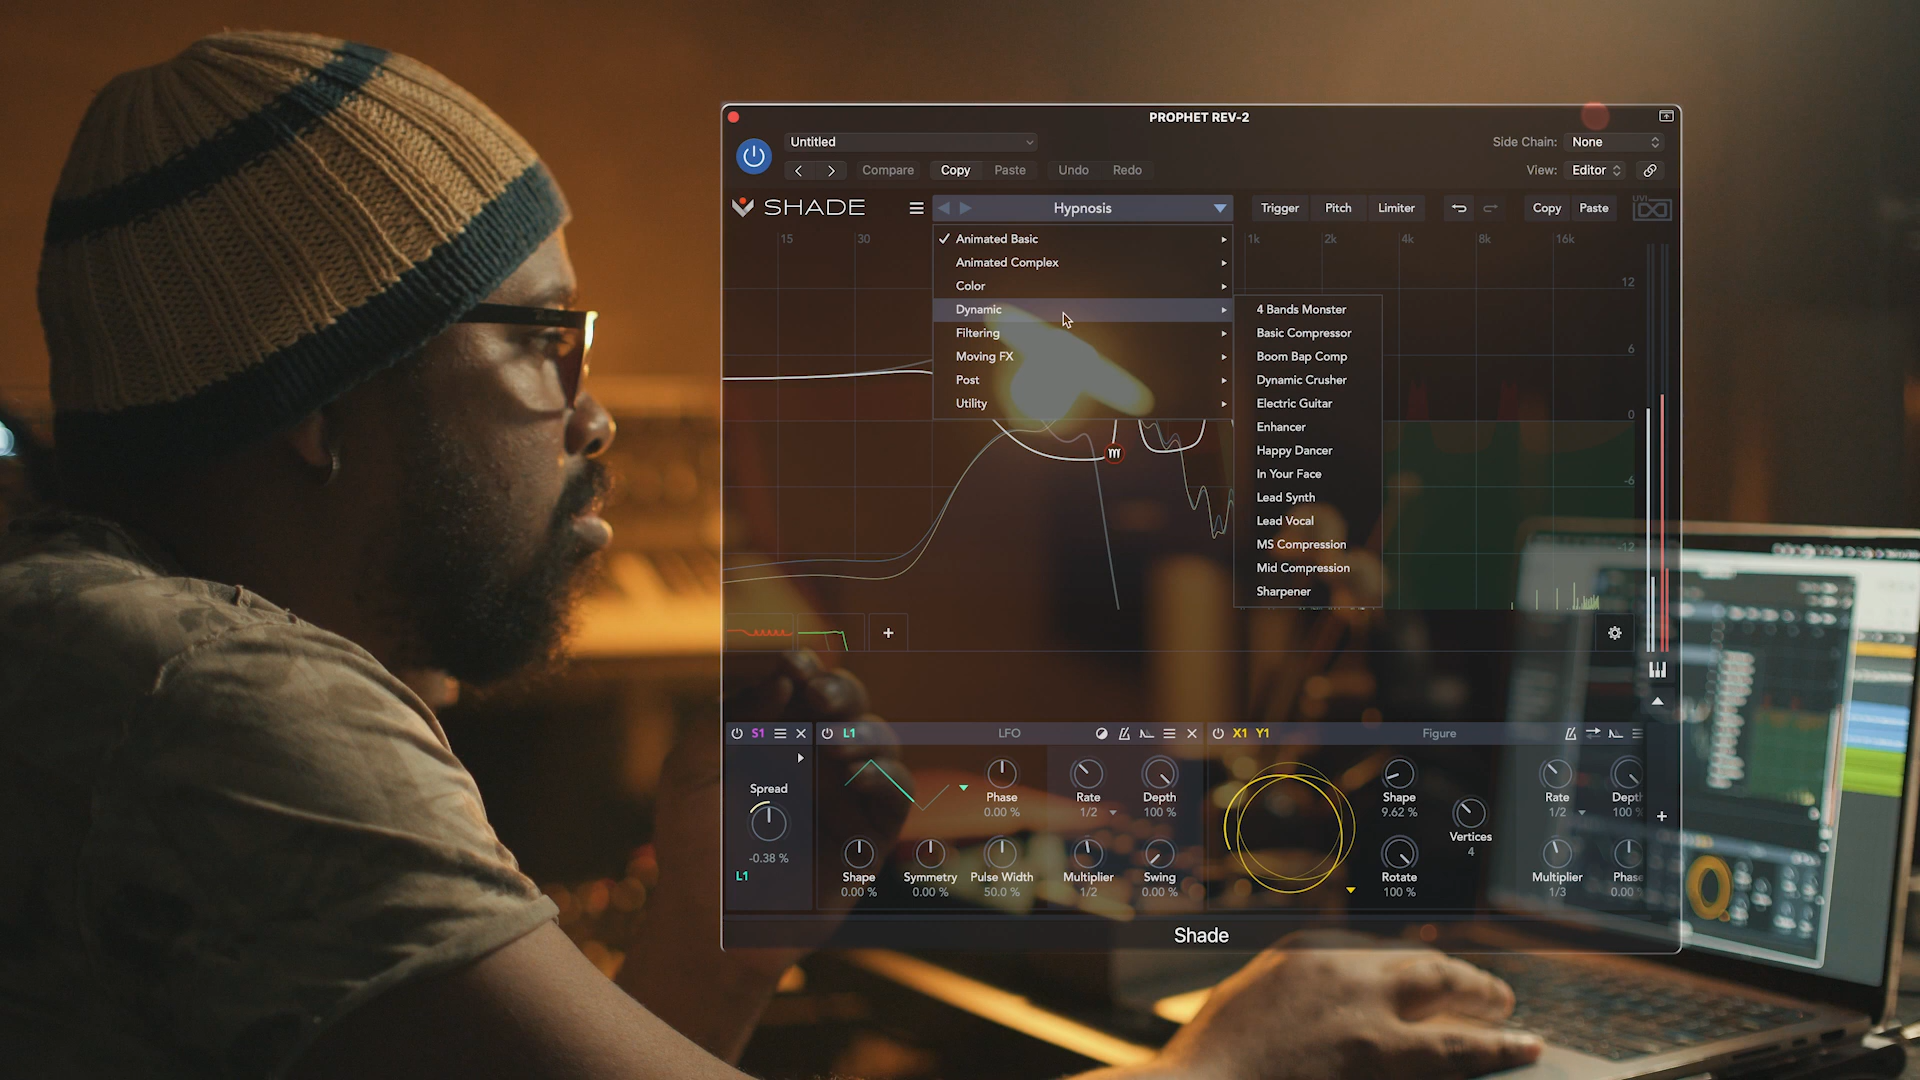 PROPHET REV-2
Untitled
Side Chain: None
Compare Copy Paste Undo Redo
View: Editor
SHADE
Hypnosis
Trigger Pitch Limiter
Copy Paste
UVI
15 30 1k 2k 4k 8k 16k
Animated Basic
Animated Complex
Color
Dynamic
Filtering
Moving FX
Post
Utility
4 Bands Monster
Basic Compressor
Boom Bap Comp
Dynamic Crusher
Electric Guitar
Enhancer
Happy Dancer
In Your Face
Lead Synth
Lead Vocal
MS Compression
Mid Compression
Sharpener
12
6
0
-6
-12
S1
L1 LFO
X1 Y1 Figure
Spread
-0.38 %
L1
Phase
0.00 %
Rate
1/2
Depth
100 %
Shape
0.00 %
Symmetry
0.00 %
Pulse Width
50.0 %
Multiplier
1/2
Swing
0.00 %
Shape
9.62 %
Vertices
4
Rotate
100 %
Rate
1/2
Depth
100 %
Multiplier
1/3
Phase
0.00 %
Shade